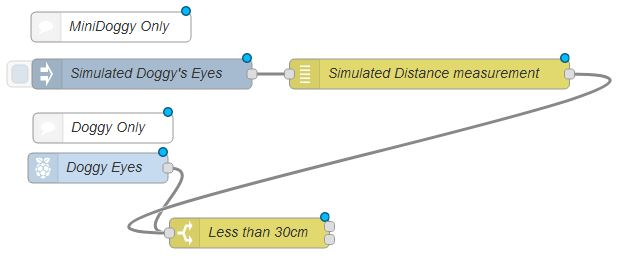 MiniDoggy Only
Simulated Doggy's Eyes
Simulated Distance measurement
Doggy Only
Doggy Eyes
Less than 30cm